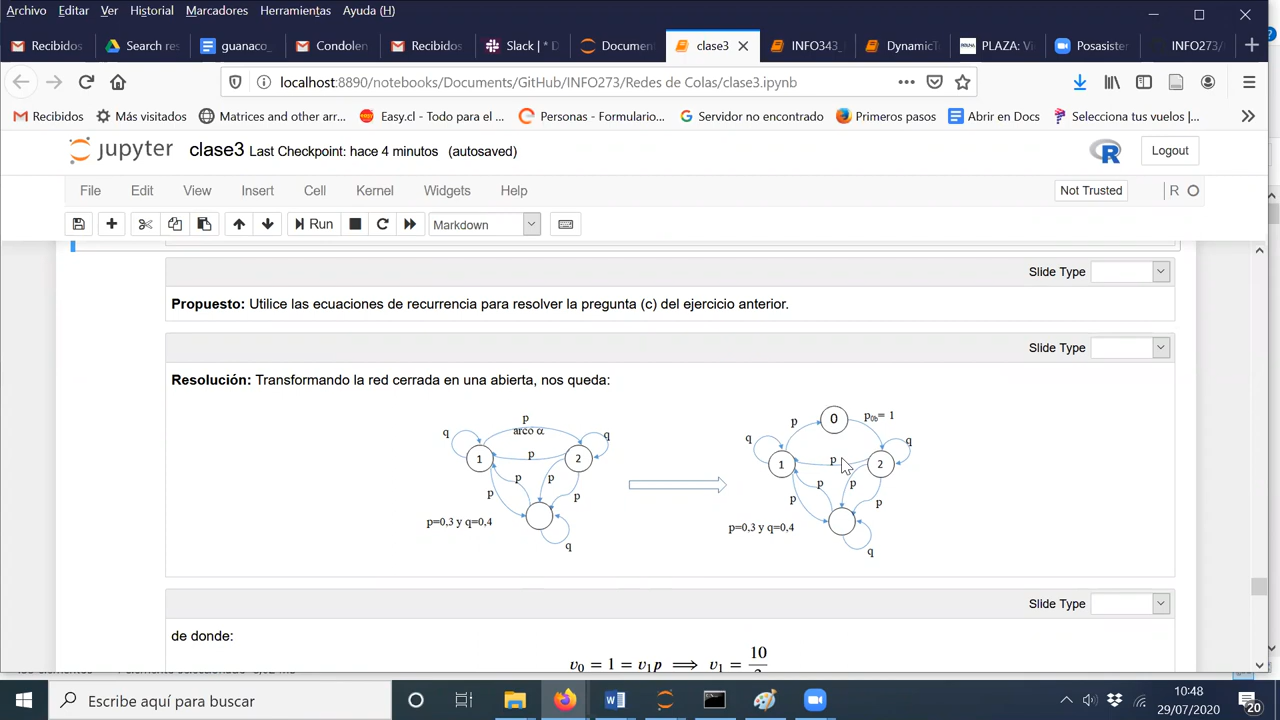 Archivo Editar Ver Historial Marcadores Herramientas Ayuda (H)
Recibidos Search res guanaco_ Condolen Recibidos Slack | * D Document clase3 INFO343_ DynamicTa PLAZA: Vi Posasister INFO273/
localhost:8890/notebooks/Documents/GitHub/INFO273/Redes de Colas/clase3.ipynb
Recibidos Más visitados Matrices and other arr... Easy.cl - Todo para el ... Personas - Formulario... Servidor no encontrado Primeros pasos Abrir en Docs Selecciona tus vuelos |...
jupyter clase3 Last Checkpoint: hace 4 minutos (autosaved) R Logout
File Edit View Insert Cell Kernel Widgets Help Not Trusted R
Run Markdown
Slide Type
Propuesto: Utilice las ecuaciones de recurrencia para resolver la pregunta (c) del ejercicio anterior.
Slide Type
Resolución: Transformando la red cerrada en una abierta, nos queda:
p 0 p0b= 1
q arco α q p
1 p 2 q 1 p 2 q
p p p p p p p p
p=0,3 y q=0,4 p=0,3 y q=0,4
q q
Slide Type
de donde:
v0 = 1 = v1p ⟹ v1 = 10
Escribe aquí para buscar
10:48
29/07/2020
20